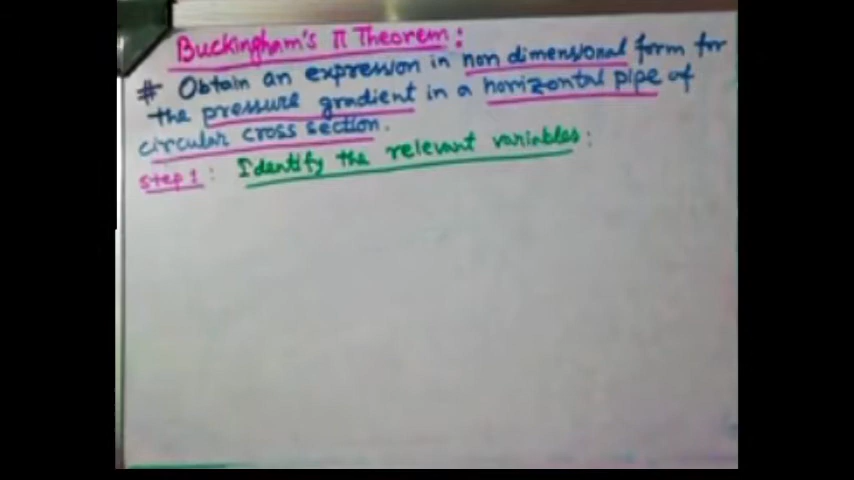 Buckingham's π Theorem:
# Obtain an expression in non dimensional form for
the pressure gradient in a horizontal pipe of
circular cross section.
Step 1: Identify the relevant variables: